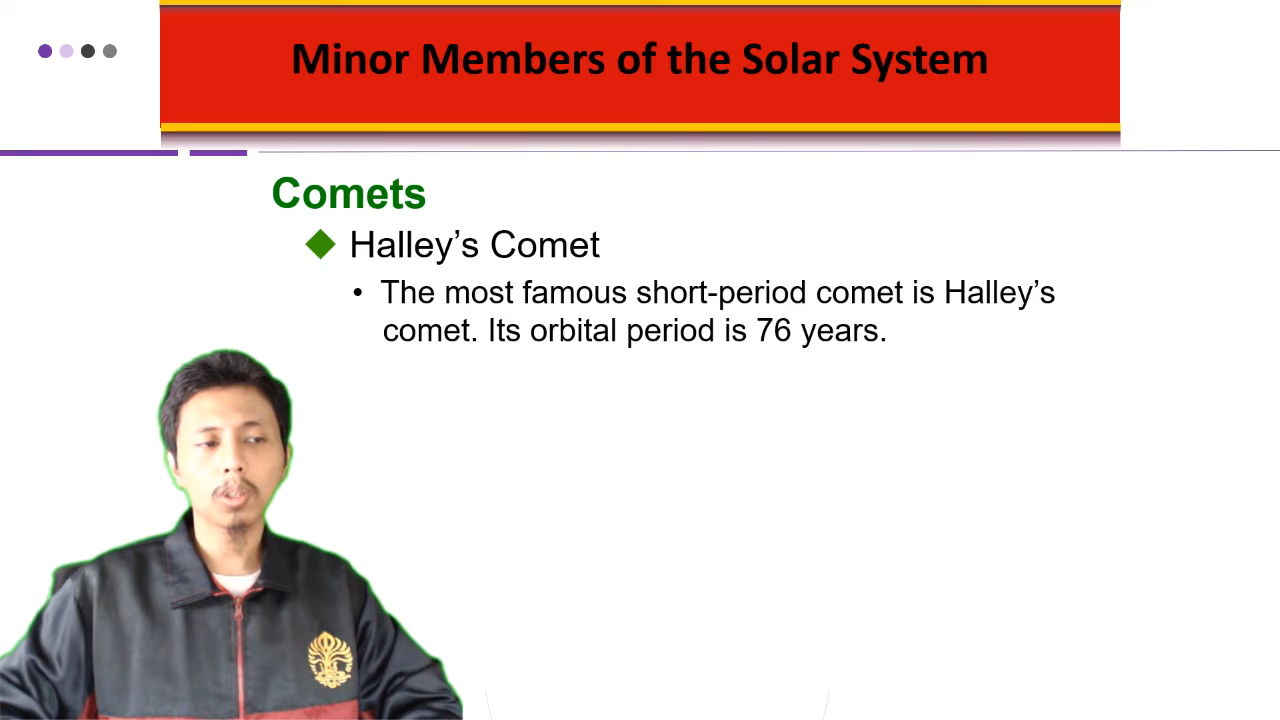 Minor Members of the Solar System
Comets
Halley’s Comet
• The most famous short-period comet is Halley’s
comet. Its orbital period is 76 years.